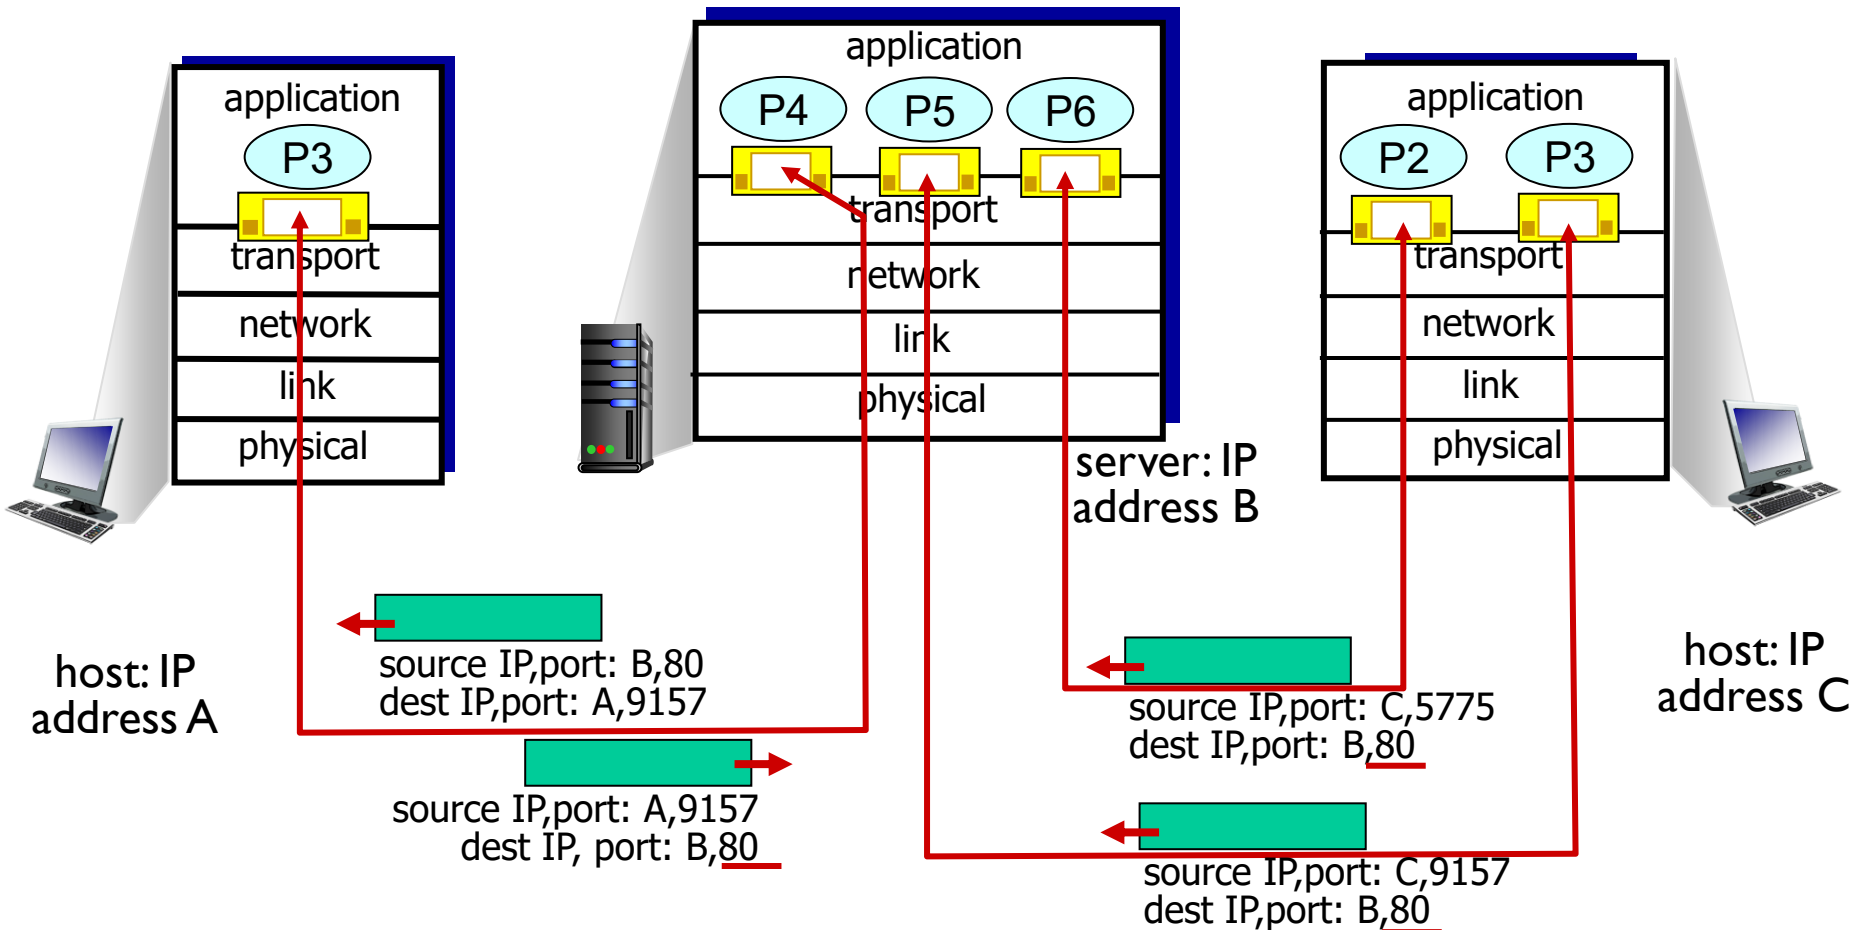 application
P3
transport
network
link
physical
host: IP
address A
application
P4 P5 P6
transport
network
link
physical
server: IP
address B
application
P2 P3
transport
network
link
physical
host: IP
address C
source IP,port: B,80
dest IP,port: A,9157
source IP,port: A,9157
dest IP, port: B,80
source IP,port: C,5775
dest IP,port: B,80
source IP,port: C,9157
dest IP,port: B,80